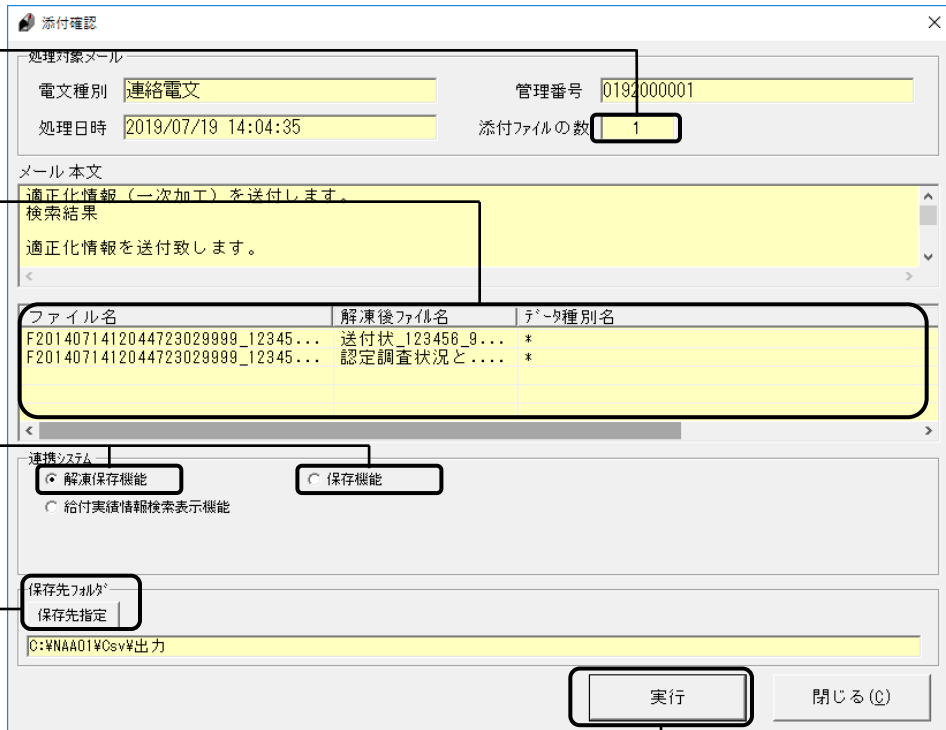 添付確認
処理対象メール
電文種別 連絡電文 管理番号 0192000001
処理日時 2019/07/19 14:04:35 添付ファイルの数 1
メール本文
適正化情報（一次加工）を送付します。
検索結果
適正化情報を送付致します。
ファイル名 解凍後ファイル名 データ種別名
F2014071412044723029999_12345... 送付状_123456_9... *
F2014071412044723029999_12345... 認定調査状況と.... *
連携システム
解凍保存機能 保存機能
給付実績情報検索表示機能
保存先フォルダ
保存先指定
C:¥NAA01¥Csv¥出力
実行 閉じる(C)